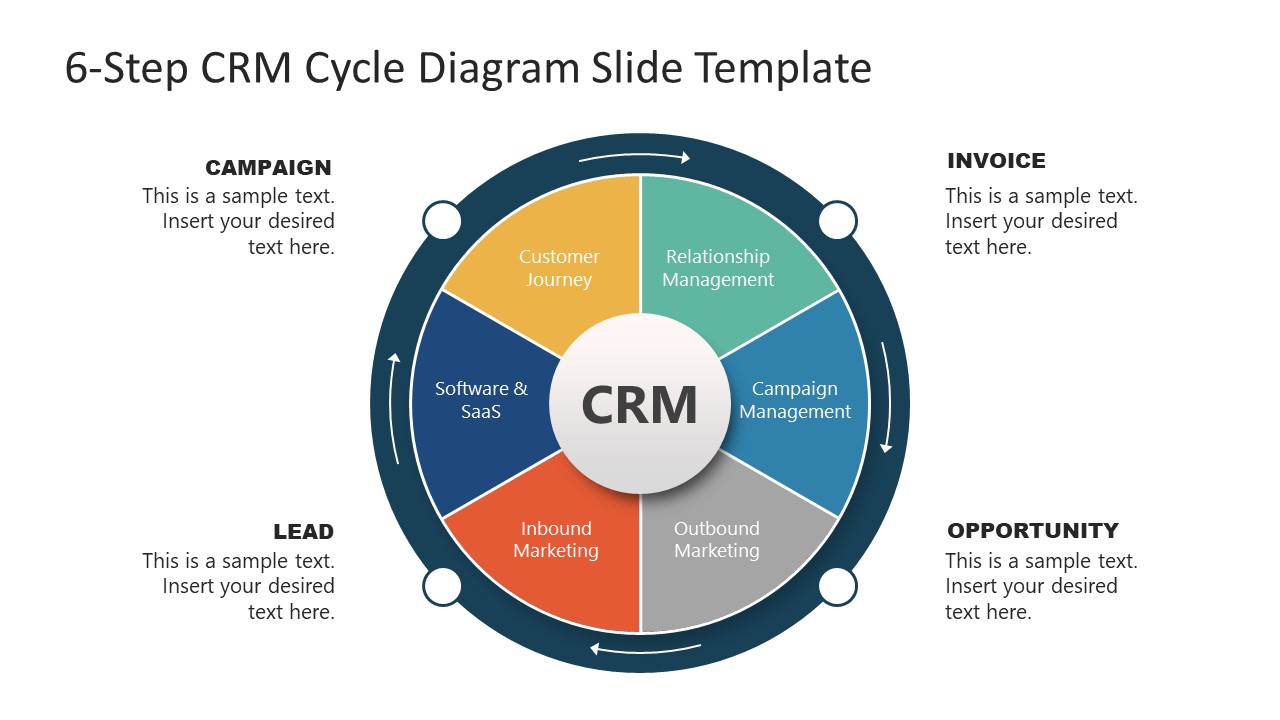 6-Step CRM Cycle Diagram Slide Template
CAMPAIGN
This is a sample text.
Insert your desired
text here.
INVOICE
This is a sample text.
Insert your desired
text here.
Customer
Journey
Relationship
Management
Software &
SaaS
CRM
Campaign
Management
Inbound
Marketing
Outbound
Marketing
LEAD
This is a sample text.
Insert your desired
text here.
OPPORTUNITY
This is a sample text.
Insert your desired
text here.